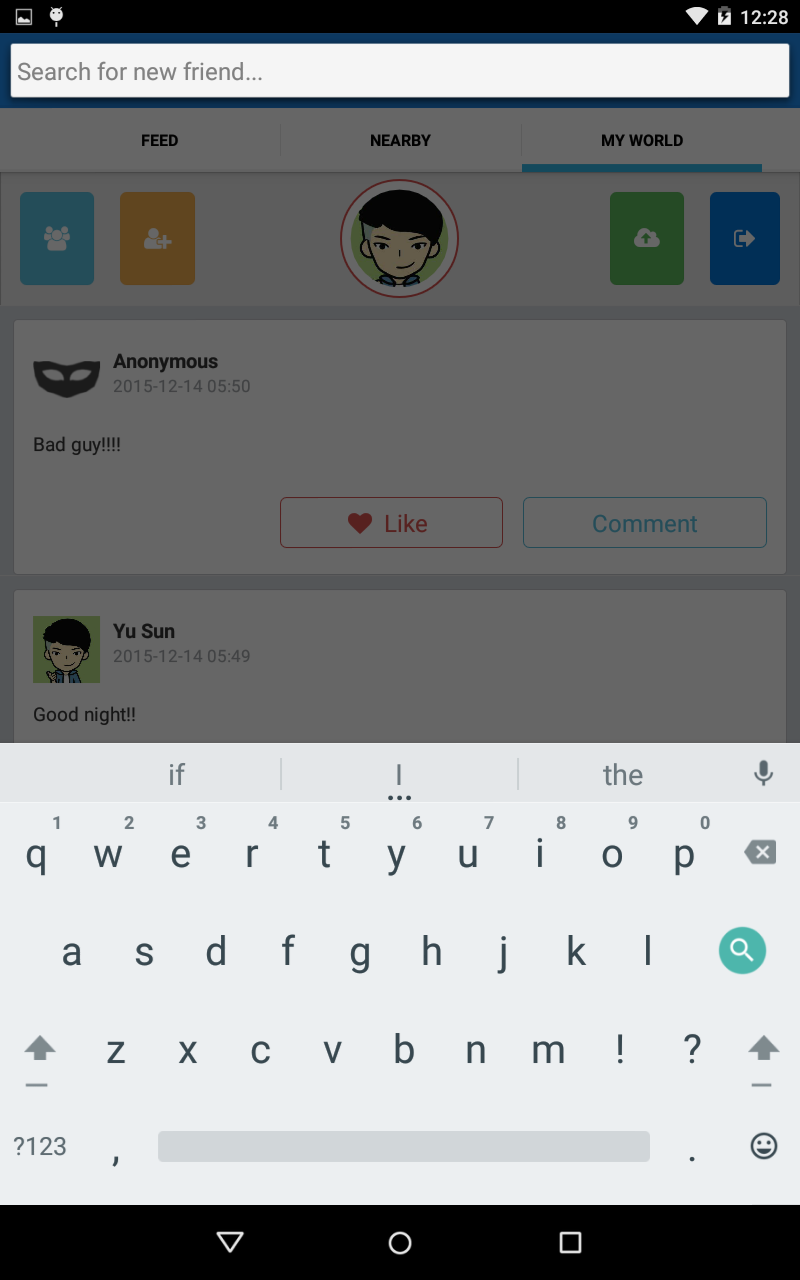 12:28
Search for new friend...
FEED NEARBY MY WORLD
Anonymous
2015-12-14 05:50
Bad guy!!!!
Like Comment
Yu Sun
2015-12-14 05:49
Good night!!
if I the
1 2 3 4 5 6 7 8 9 0
q w e r t y u i o p
a s d f g h j k l
z x c v b n m ! ?
?123 , .